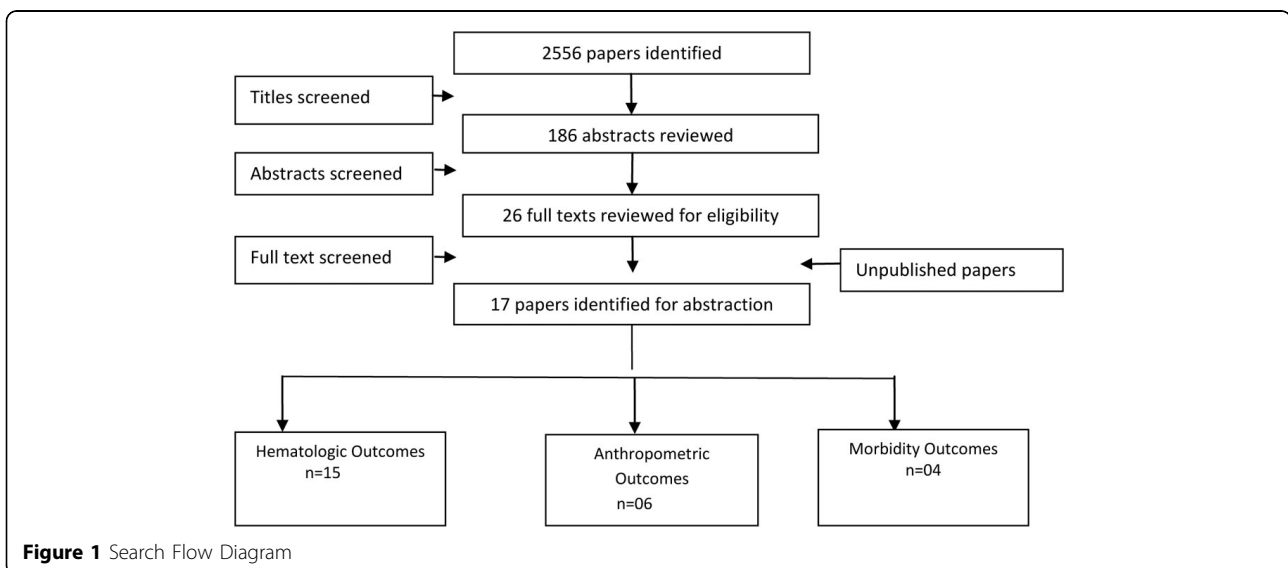 2556 papers identified
Titles screened
186 abstracts reviewed
Abstracts screened
26 full texts reviewed for eligibility
Full text screened
Unpublished papers
17 papers identified for abstraction
Hematologic Outcomes
n=15
Anthropometric
Outcomes
n=06
Morbidity Outcomes
n=04
Figure 1 Search Flow Diagram